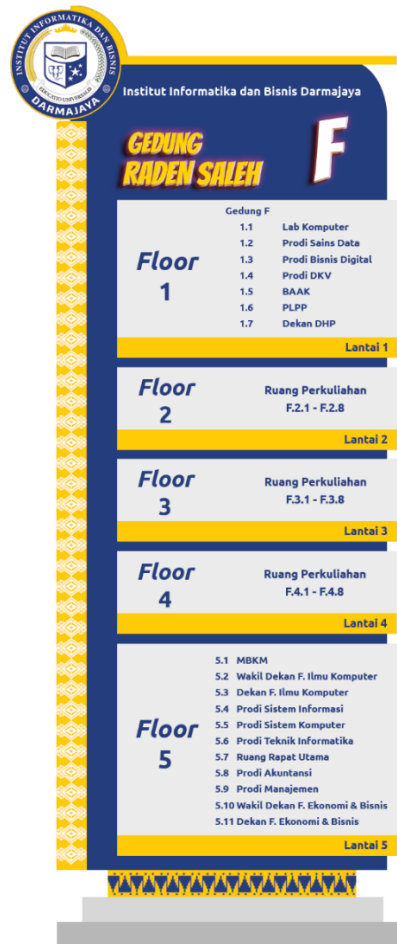 INSTITUT INFORMATIKA DAN BISNIS
DARMAJAYA
Institut Informatika dan Bisnis Darmajaya
GEDUNG
RADEN SALEH
F
Gedung F
Floor
1
1.1 Lab Komputer
1.2 Prodi Sains Data
1.3 Prodi Bisnis Digital
1.4 Prodi DKV
1.5 BAAK
1.6 PLPP
1.7 Dekan DHP
Lantai 1
Floor
2
Ruang Perkuliahan
F.2.1 - F.2.8
Lantai 2
Floor
3
Ruang Perkuliahan
F.3.1 - F.3.8
Lantai 3
Floor
4
Ruang Perkuliahan
F.4.1 - F.4.8
Lantai 4
Floor
5
5.1 MBKM
5.2 Wakil Dekan F. Ilmu Komputer
5.3 Dekan F. Ilmu Komputer
5.4 Prodi Sistem Informasi
5.5 Prodi Sistem Komputer
5.6 Prodi Teknik Informatika
5.7 Ruang Rapat Utama
5.8 Prodi Akuntansi
5.9 Prodi Manajemen
5.10 Wakil Dekan F. Ekonomi & Bisnis
5.11 Dekan F. Ekonomi & Bisnis
Lantai 5